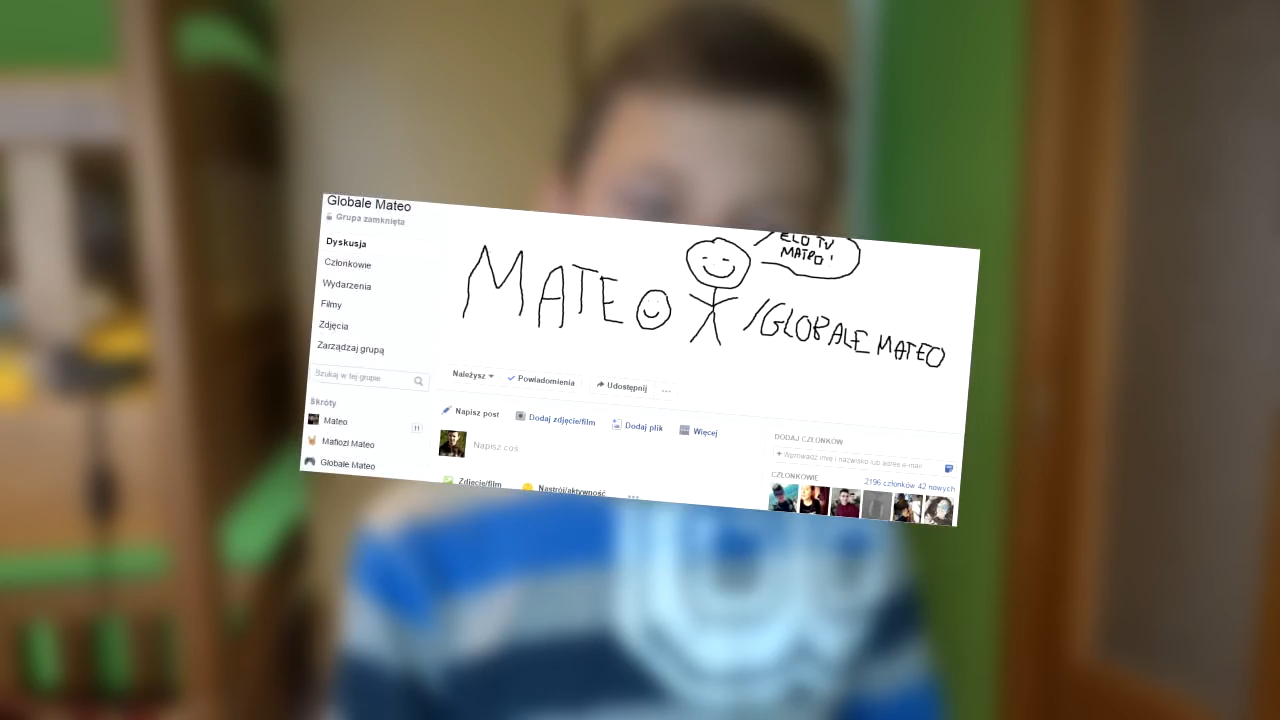 Globale Mateo
Grupa zamknięta
Dyskusja
Członkowie
Wydarzenia
Filmy
Zdjęcia
Zarządzaj grupą
Szukaj w tej grupie
Skróty
Mateo 11
Mafiozi Mateo
Globale Mateo
ELO TU
MATEO!
MATEO /GLOBALE MATEO
Należysz Powiadomienia Udostępnij ...
Napisz post Dodaj zdjęcie/film Dodaj plik Więcej
Napisz coś
Zdjęcie/film Nastrój/aktywność ...
DODAJ CZŁONKÓW
+ Wprowadź imię i nazwisko lub adres e-mail
CZŁONKOWIE 2196 członków 42 nowych